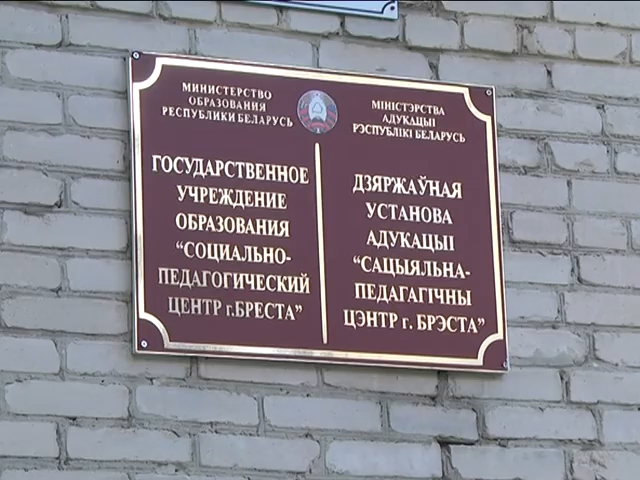 МИНИСТЕРСТВО
ОБРАЗОВАНИЯ
РЕСПУБЛИКИ БЕЛАРУСЬ
ГОСУДАРСТВЕННОЕ
УЧРЕЖДЕНИЕ
ОБРАЗОВАНИЯ
“СОЦИАЛЬНО-
ПЕДАГОГИЧЕСКИЙ
ЦЕНТР г.БРЕСТА”
МІНІСТЭРСТВА
АДУКАЦЫІ
РЭСПУБЛІКІ БЕЛАРУСЬ
ДЗЯРЖАЎНАЯ
УСТАНОВА
АДУКАЦЫІ
“САЦЫЯЛЬНА-
ПЕДАГАГІЧНЫ
ЦЭНТР г. БРЭСТА”